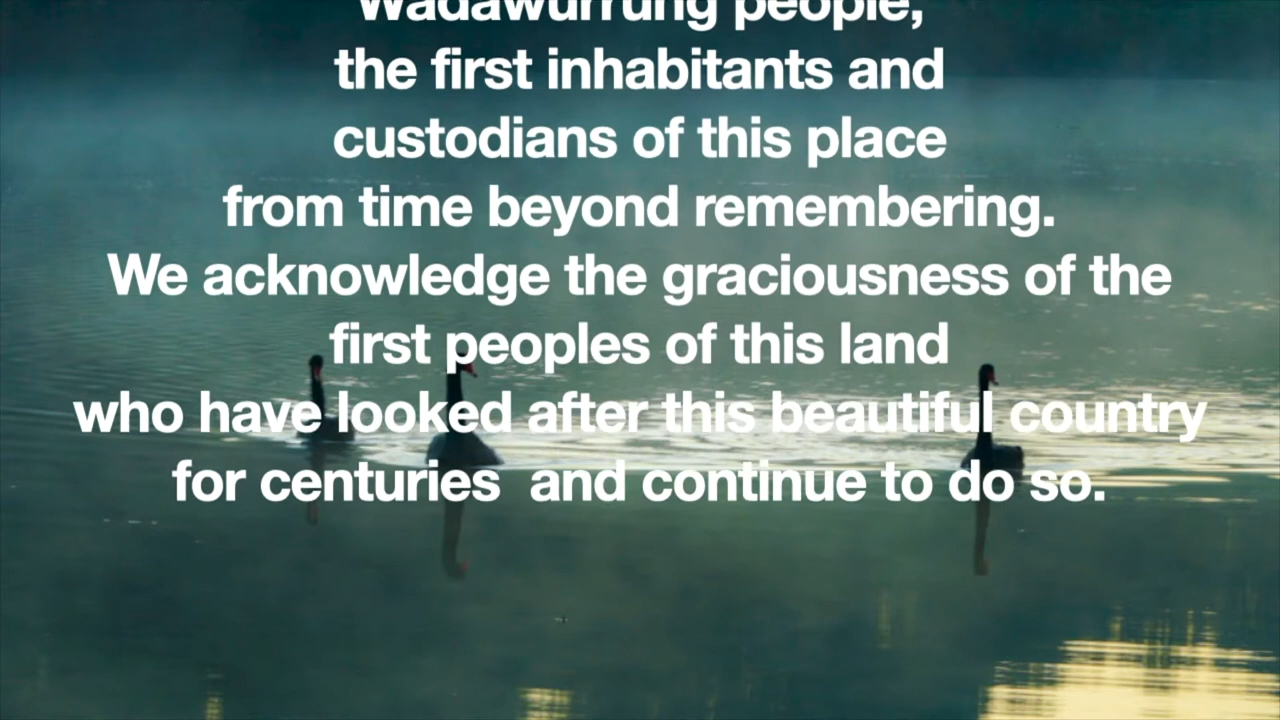 Wadawurrung people,
the first inhabitants and
custodians of this place
from time beyond remembering.
We acknowledge the graciousness of the
first peoples of this land
who have looked after this beautiful country
for centuries  and continue to do so.